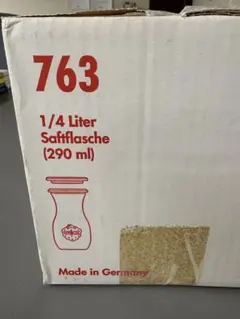 763
1/4 Liter
Saftflasche
(290 ml)
Made in Germany